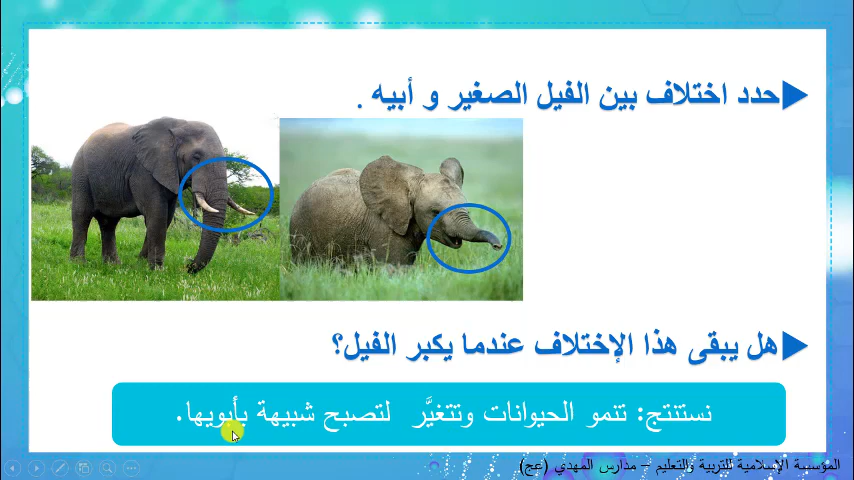 حدد اختلاف بين الفيل الصغير و أبيه .
هل يبقى هذا الإختلاف عندما يكبر الفيل؟
نستنتج: تنمو الحيوانات وتتغيَّر لتصبح شبيهة بأبويها.
المؤسسة الإسلامية للتربية والتعليم – مدارس المهدي (عج)